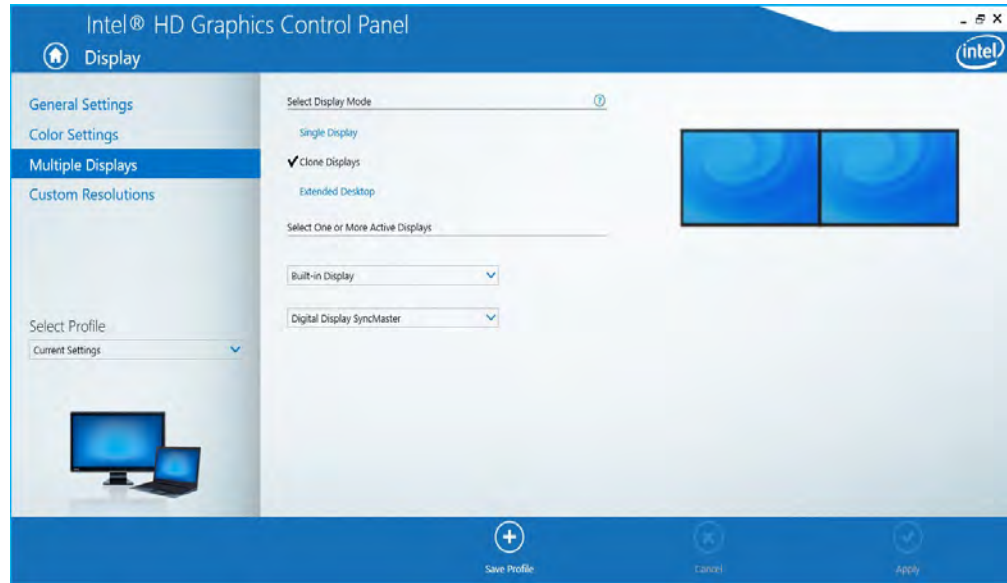 Intel® HD Graphics Control Panel
Display
intel
General Settings
Color Settings
Multiple Displays
Custom Resolutions
Select Profile
Current Settings
Select Display Mode
Single Display
Clone Displays
Extended Desktop
Select One or More Active Displays
Built-in Display
Digital Display SyncMaster
Save Profile
Cancel
Apply